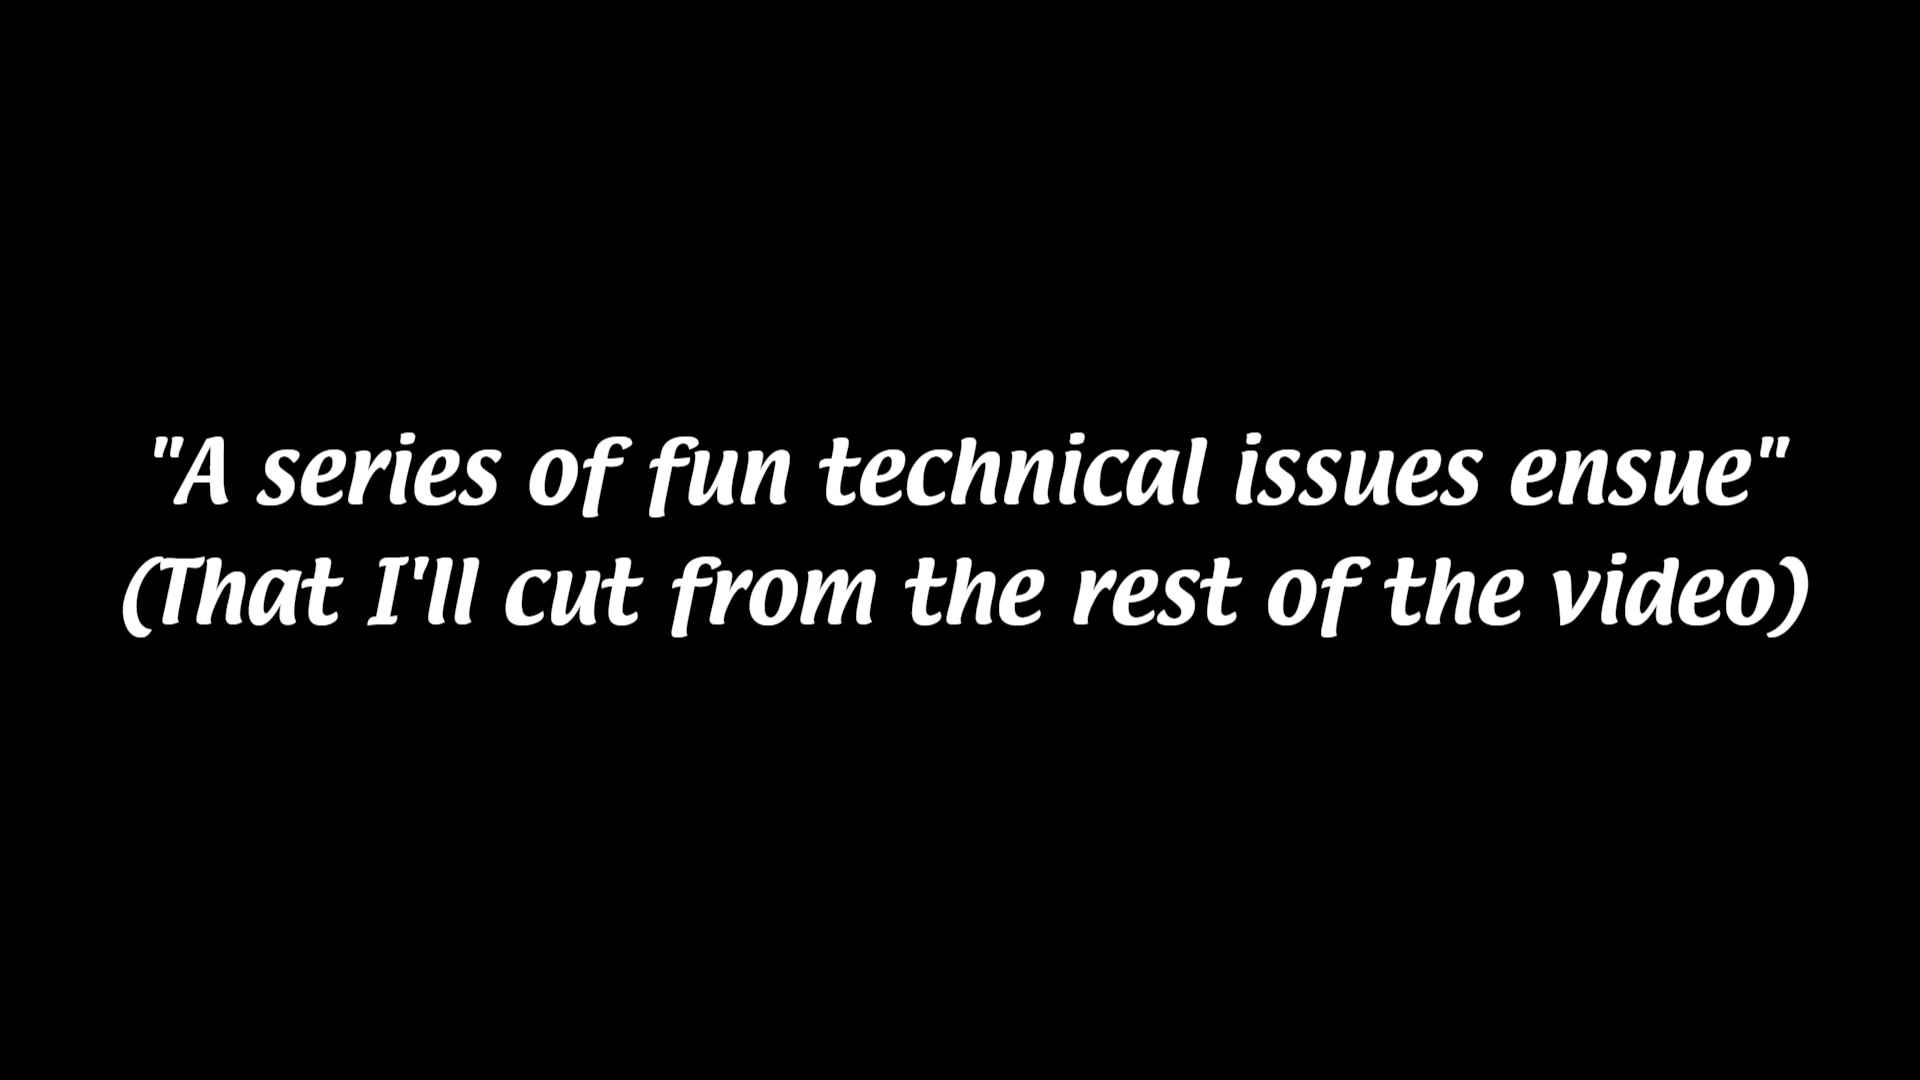 "A series of fun technical issues ensue"
(That I'll cut from the rest of the video)